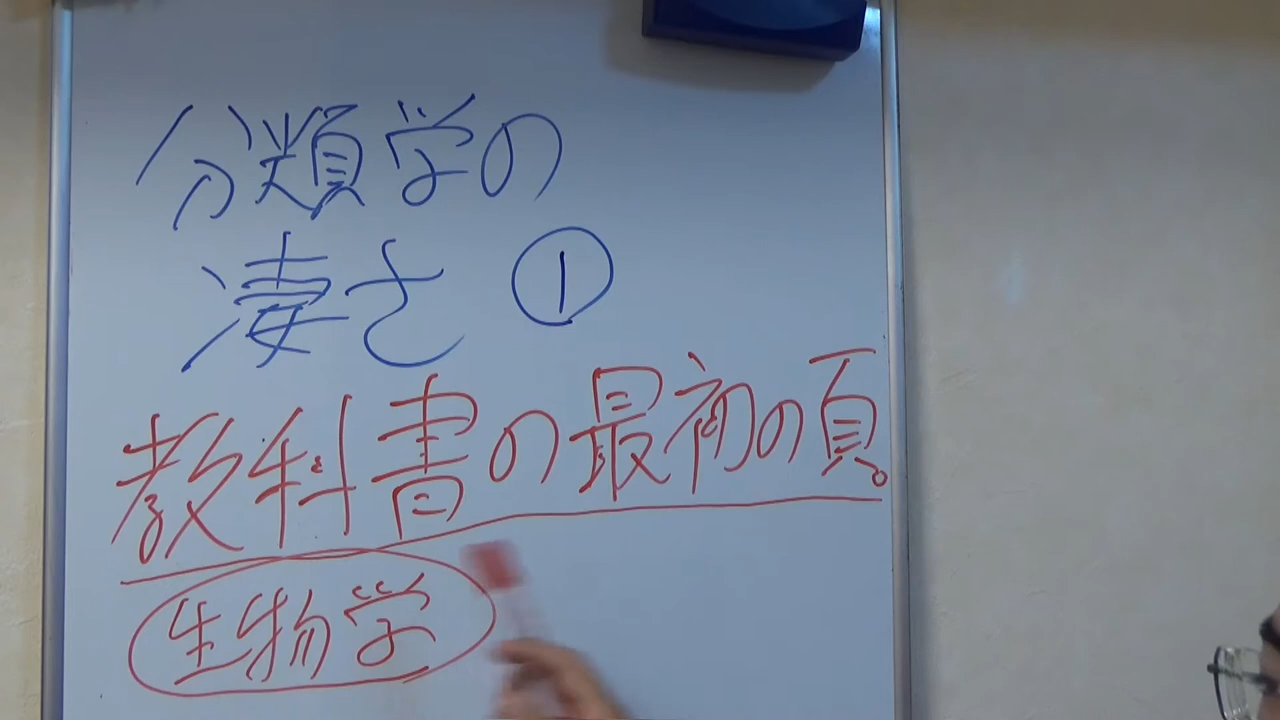 分類学の
凄さ ①
教科書の最初の頁。
生物学